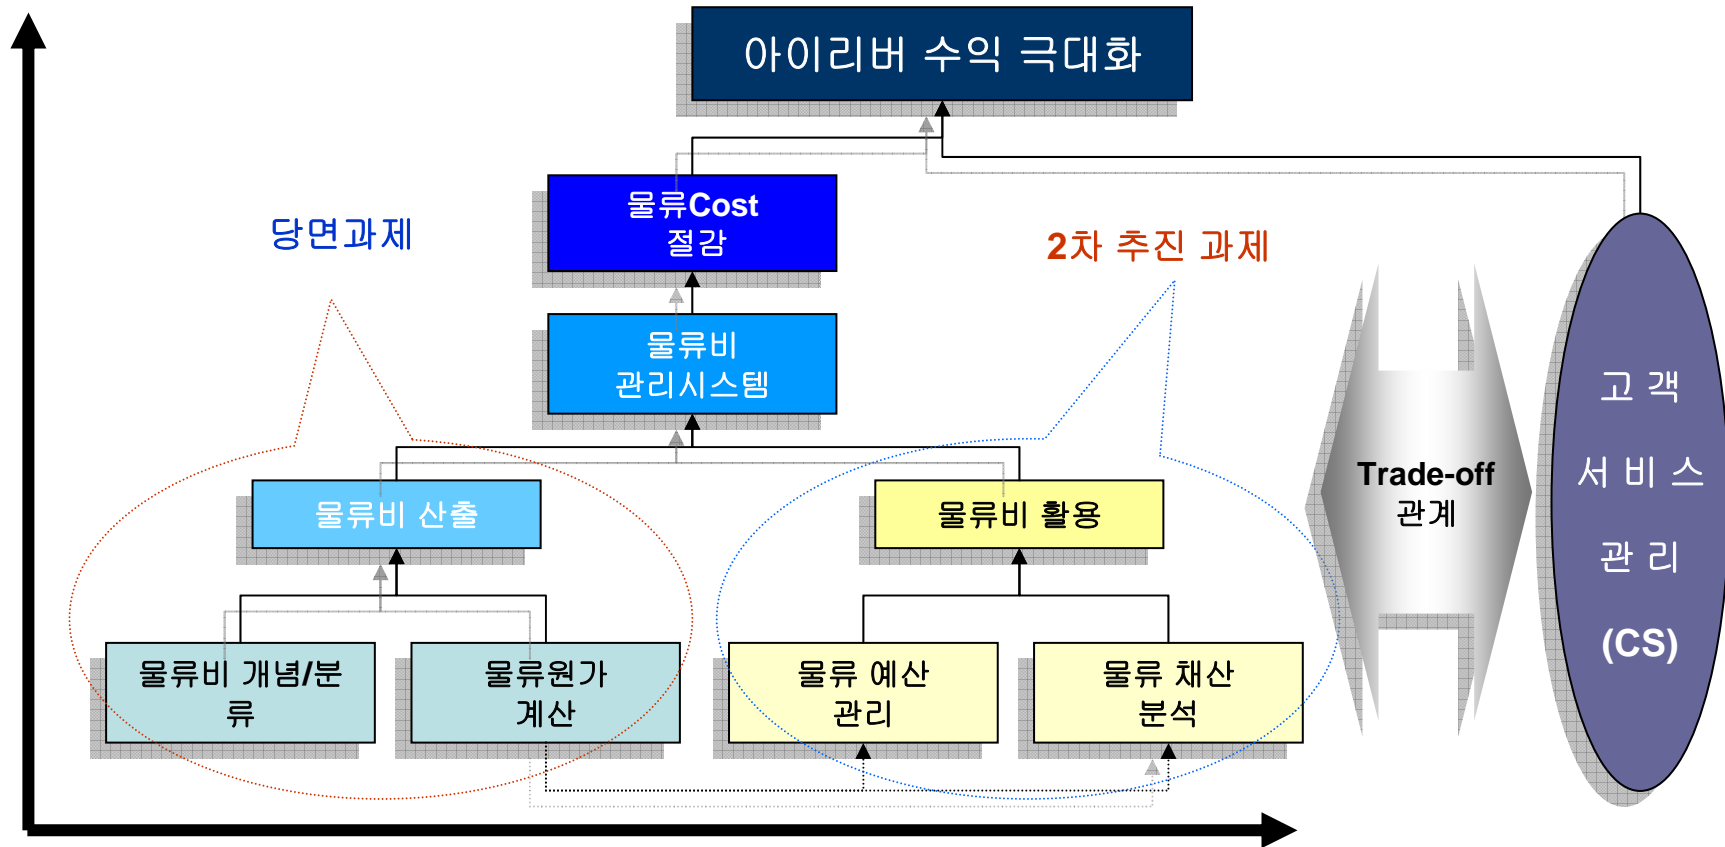 아이리버 수익 극대화
물류Cost
절감
당면과제
2차 추진 과제
물류비
관리시스템
고 객
서 비 스
관 리
(CS)
Trade-off
관계
물류비 산출
물류비 활용
물류비 개념/분
류
물류원가
계산
물류 예산
관리
물류 채산
분석